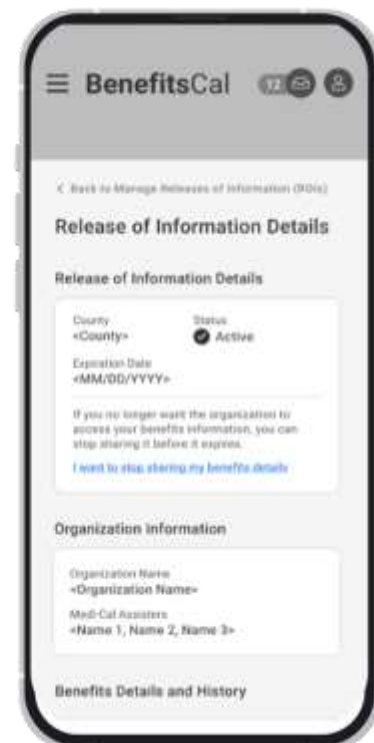 BenefitsCal
12
< Back to Manage Releases of Information (ROIs)
Release of Information Details
Release of Information Details
County Status
<County> Active
Expiration Date
<MM/DD/YYYY>
If you no longer want the organization to
access your benefits information, you can
stop sharing it before it expires.
I want to stop sharing my benefits details
Organization Information
Organization Name
<Organization Name>
Medi-Cal Assisters
<Name 1, Name 2, Name 3>
Benefits Details and History